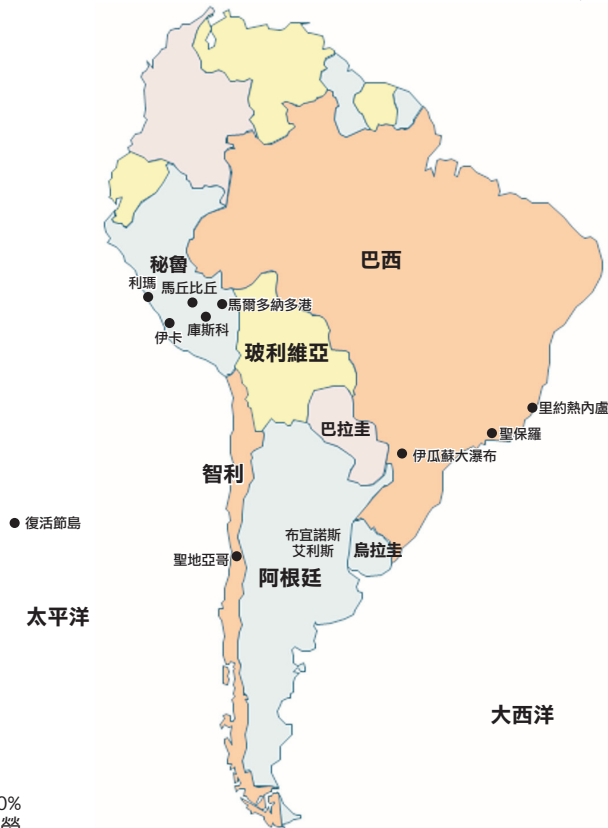 巴西
秘魯
利瑪
馬丘比丘
馬爾多納多港
伊卡
庫斯科
玻利維亞
里約熱內盧
巴拉圭
聖保羅
伊瓜蘇大瀑布
智利
復活節島
布宜諾斯
艾利斯
烏拉圭
聖地亞哥
阿根廷
太平洋
大西洋
0%